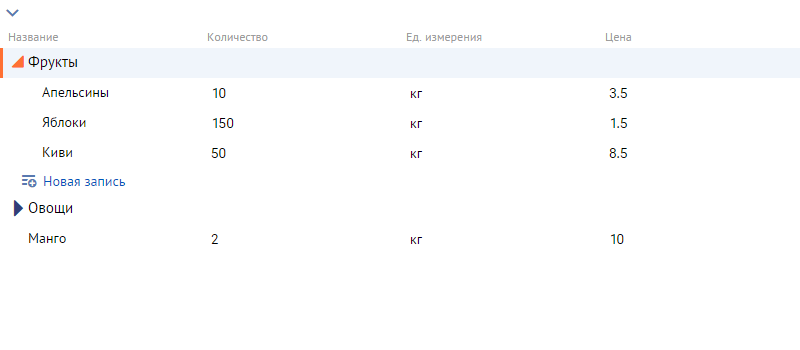 Название Количество Ед. измерения Цена
Фрукты
Апельсины 10 кг 3.5
Яблоки 150 кг 1.5
Киви 50 кг 8.5
Новая запись
Овощи
Манго 2 кг 10